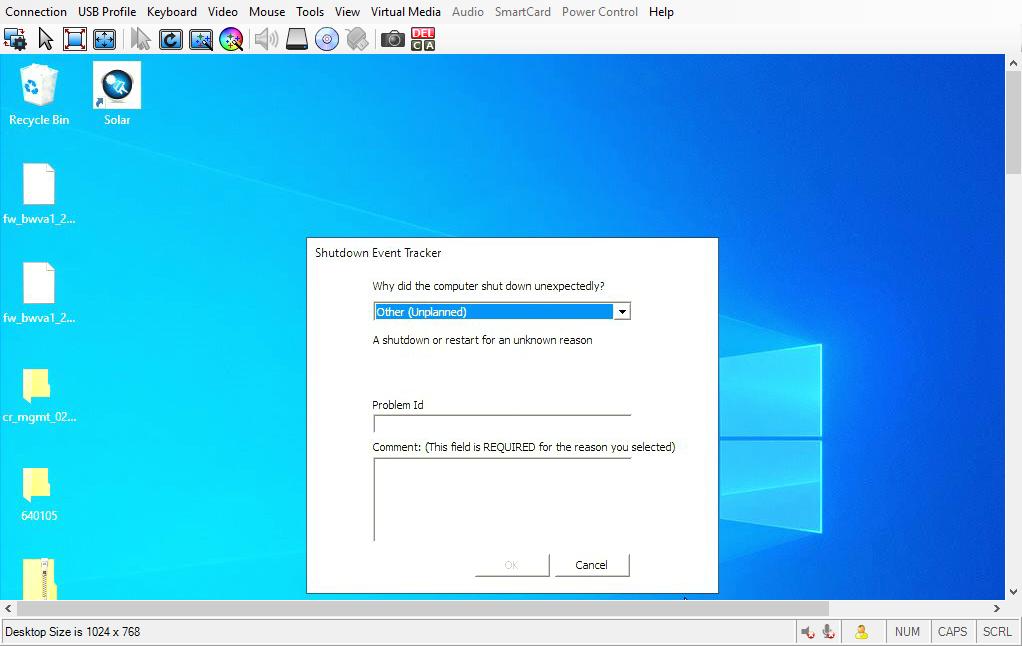 Connection USB Profile Keyboard Video Mouse Tools View Virtual Media Audio SmartCard Power Control Help
DEL
C A
Recycle Bin
Solar
fw_bwva1_2...
fw_bwva1_2...
cr_mgmt_02...
640105
Shutdown Event Tracker
Why did the computer shut down unexpectedly?
Other (Unplanned)
A shutdown or restart for an unknown reason
Problem Id
Comment: (This field is REQUIRED for the reason you selected)
OK Cancel
Desktop Size is 1024 x 768
NUM CAPS SCRL